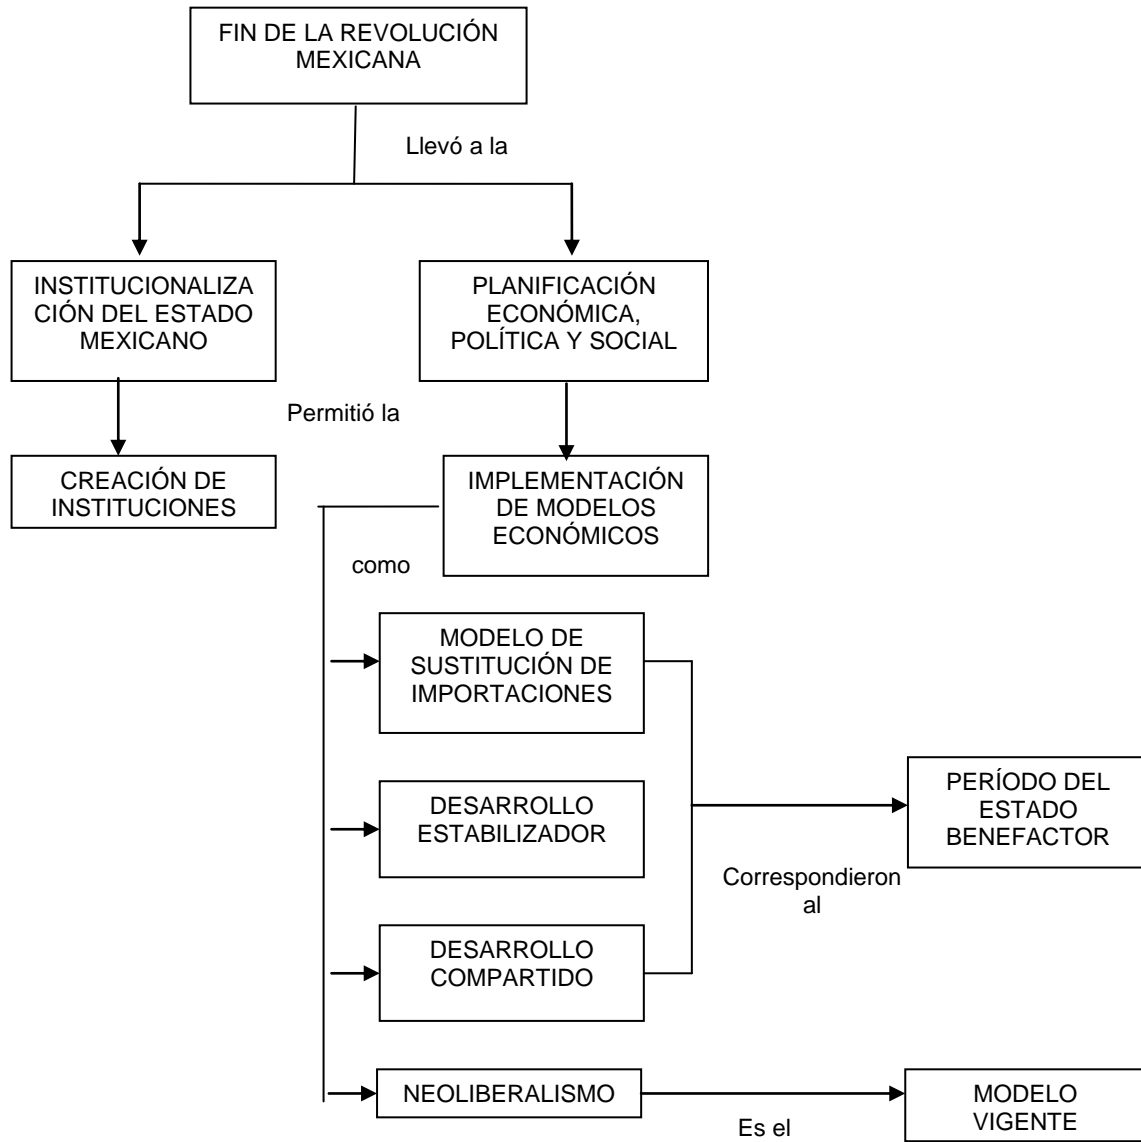 FIN DE LA REVOLUCIÓN
MEXICANA
Llevó a la
INSTITUCIONALIZA
CIÓN DEL ESTADO
MEXICANO
PLANIFICACIÓN
ECONÓMICA,
POLÍTICA Y SOCIAL
Permitió la
CREACIÓN DE
INSTITUCIONES
IMPLEMENTACIÓN
DE MODELOS
ECONÓMICOS
como
MODELO DE
SUSTITUCIÓN DE
IMPORTACIONES
DESARROLLO
ESTABILIZADOR
PERÍODO DEL
ESTADO
BENEFACTOR
Correspondieron
al
DESARROLLO
COMPARTIDO
NEOLIBERALISMO
Es el
MODELO
VIGENTE